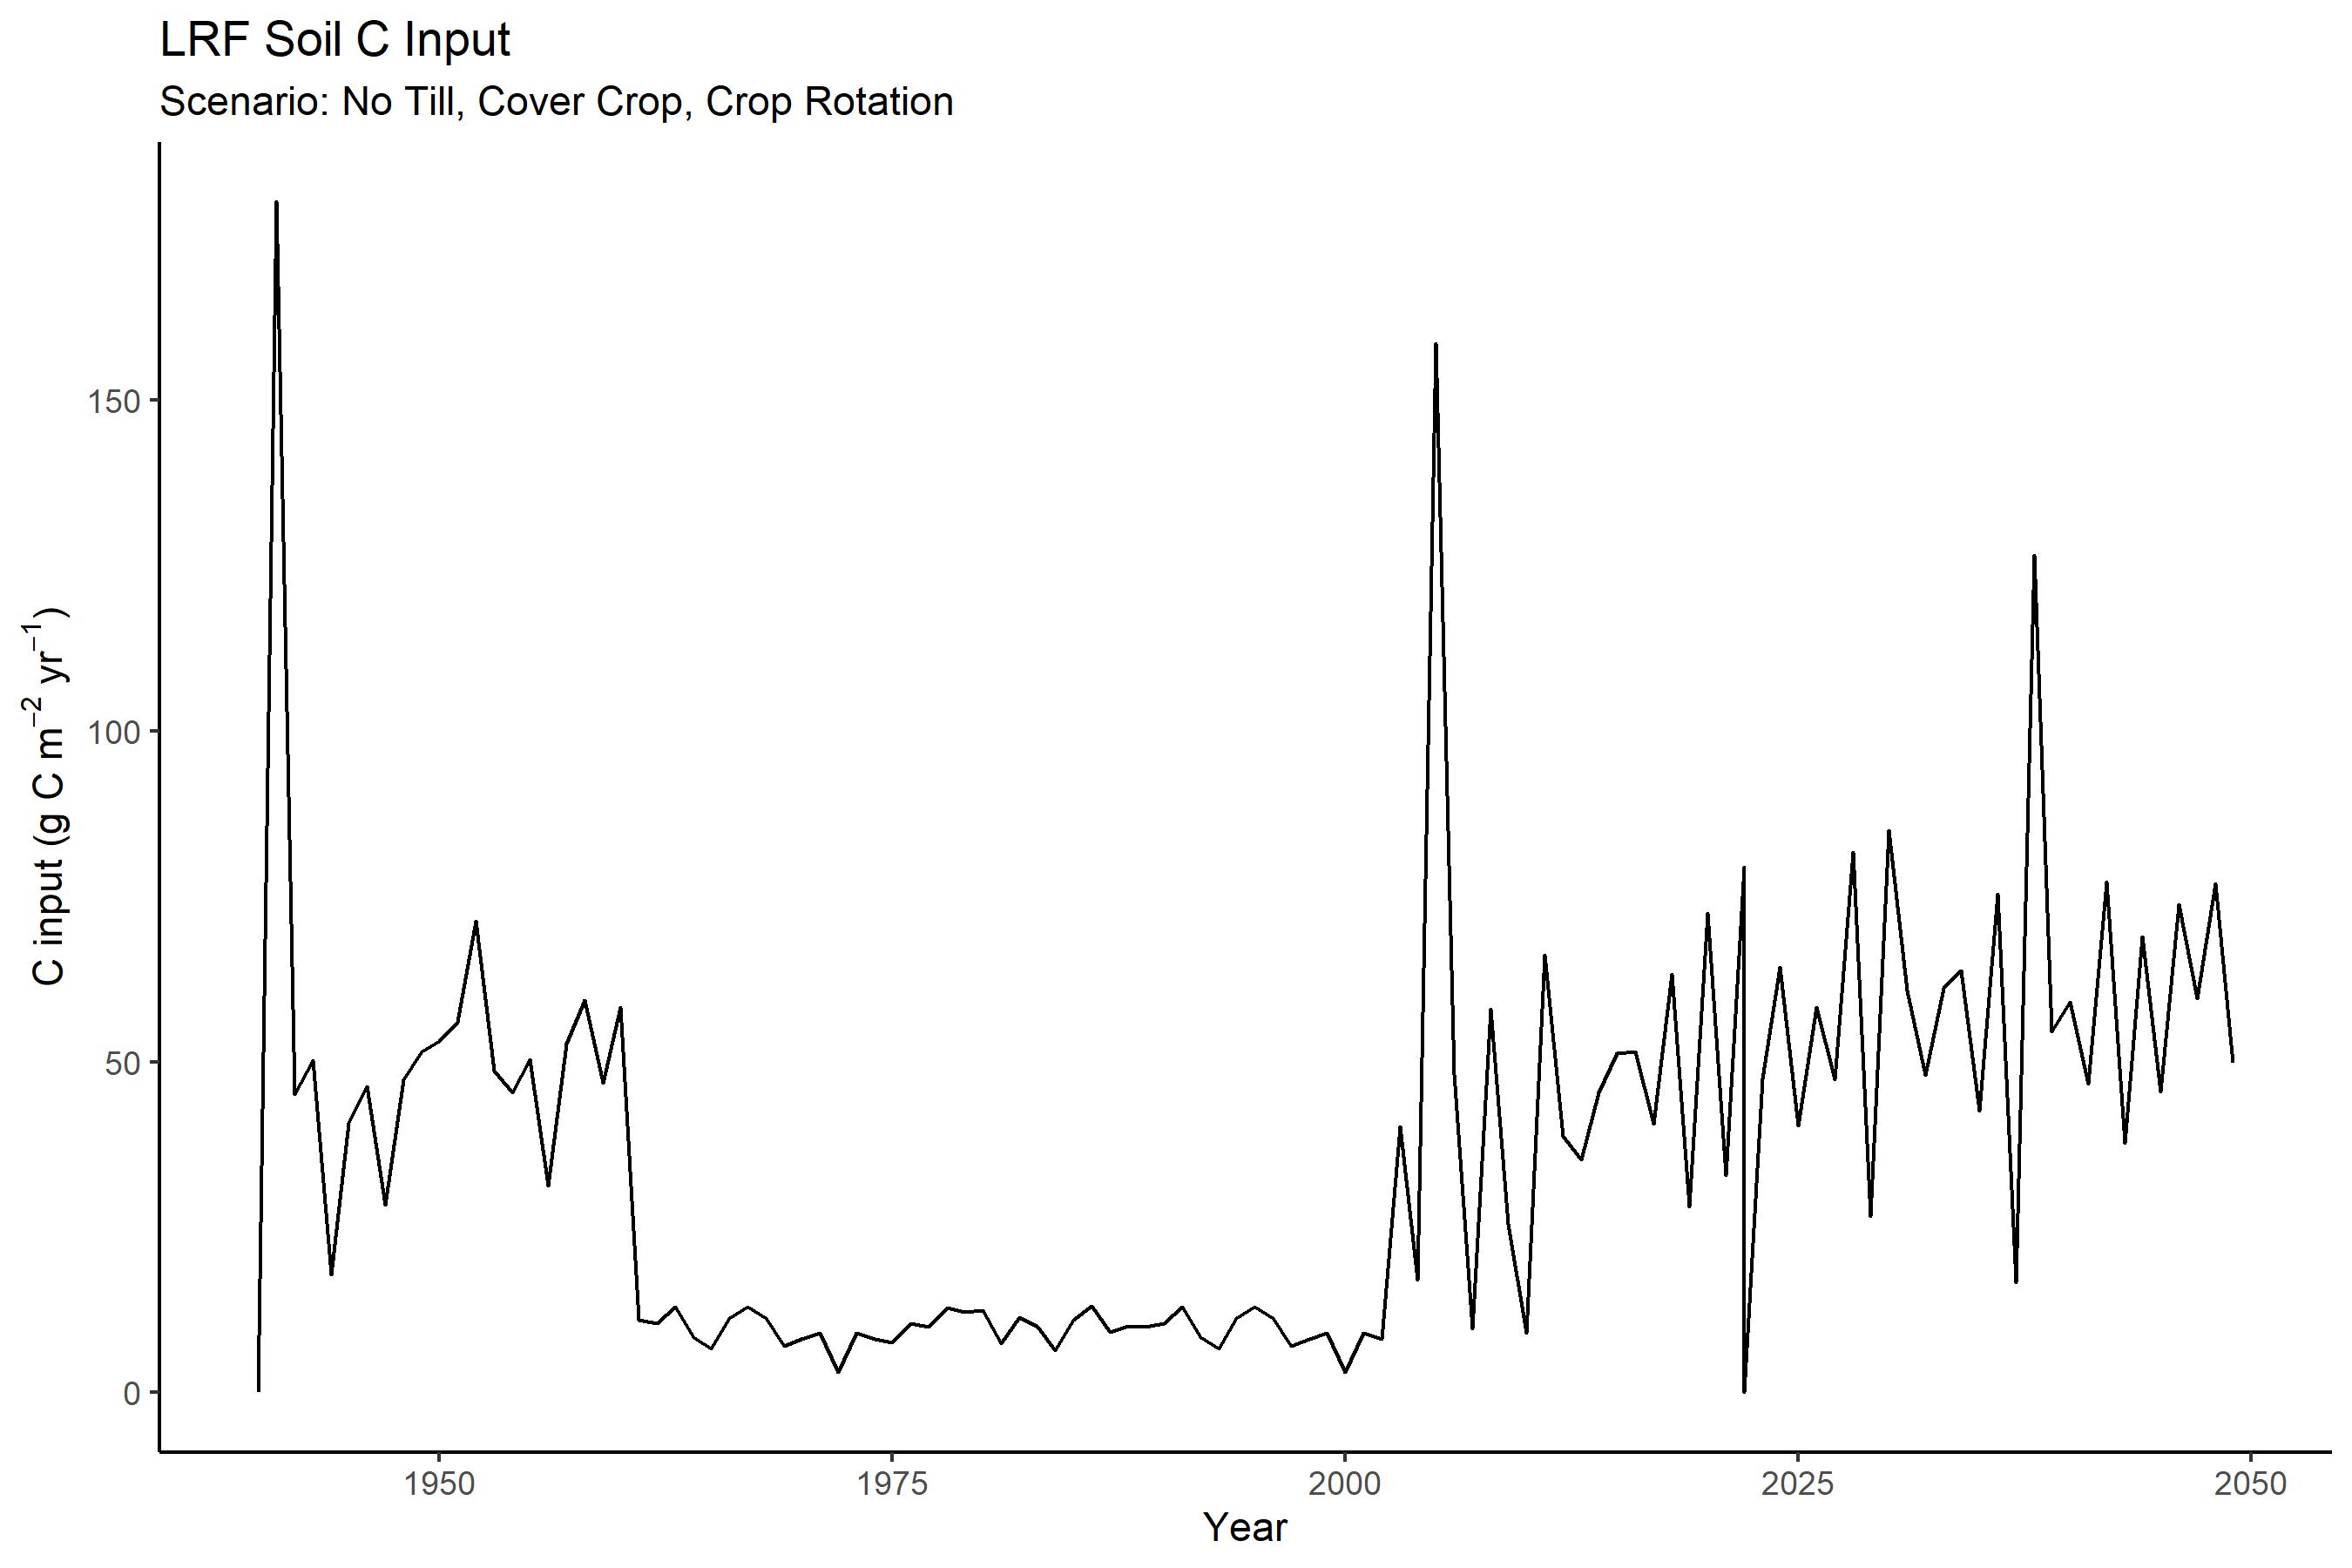 LRF Soil C Input
Scenario: No Till, Cover Crop, Crop Rotation
C input (g C m⁻² yr⁻¹)
150
100
50
0
1950 1975 2000 2025 2050
Year